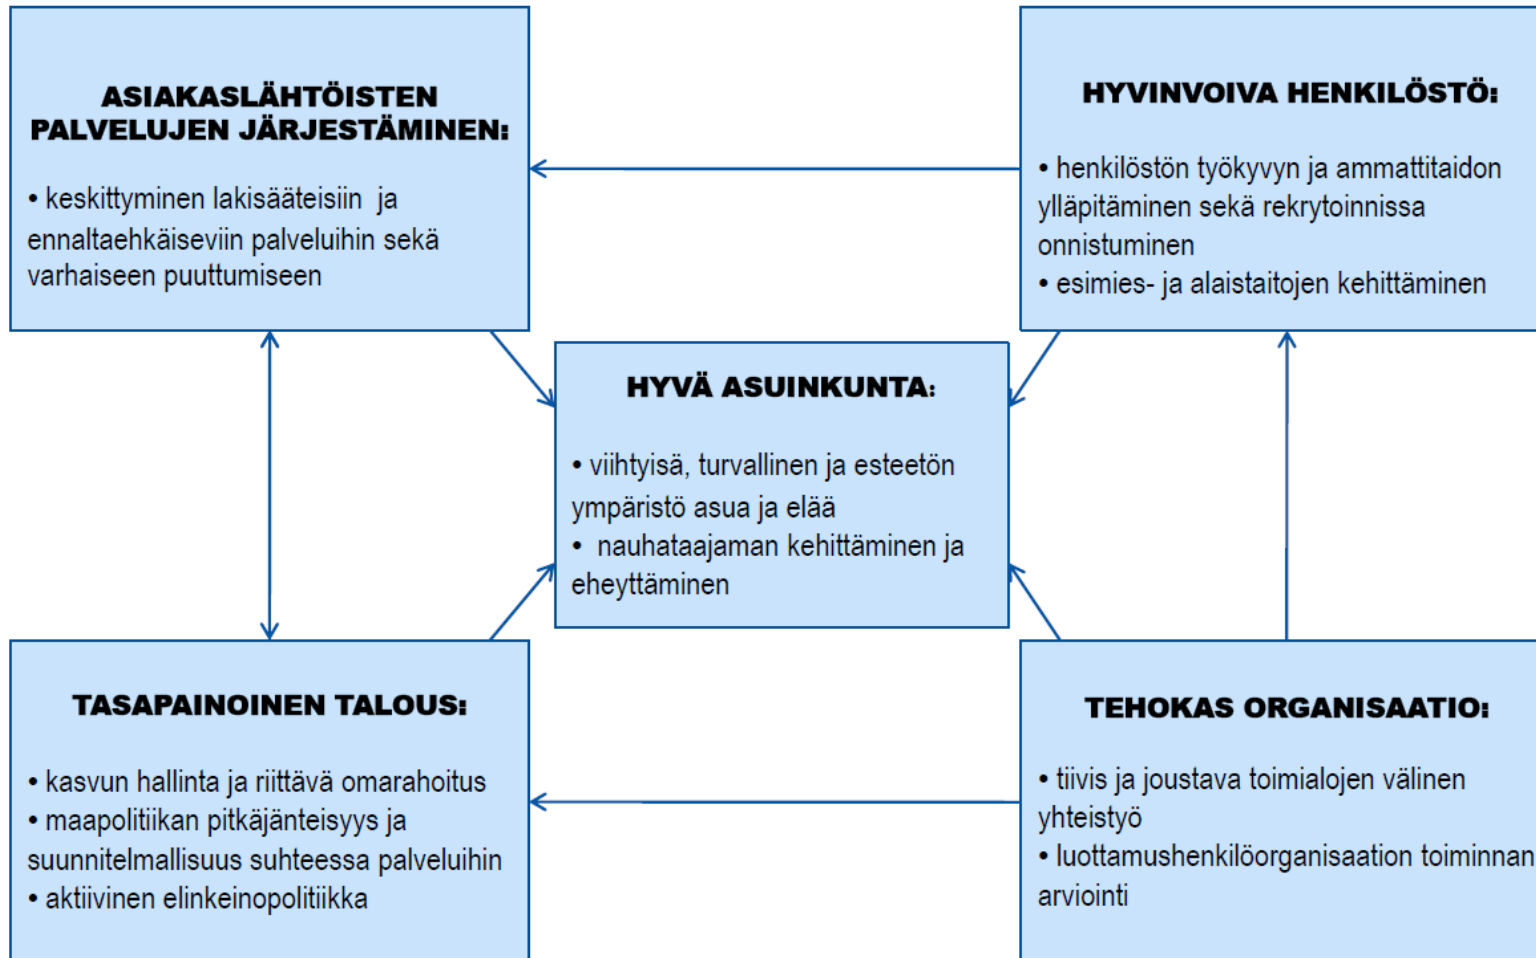 ASIAKASLÄHTÖISTEN
PALVELUJEN JÄRJESTÄMINEN:
• keskittyminen lakisääteisiin ja
ennaltaehkäiseviin palveluihin sekä
varhaiseen puuttumiseen
HYVINVOIVA HENKILÖSTÖ:
• henkilöstön työkyvyn ja ammattitaidon
ylläpitäminen sekä rekrytoinnissa
onnistuminen
• esimies- ja alaistaitojen kehittäminen
HYVÄ ASUINKUNTA:
• viihtyisä, turvallinen ja esteetön
ympäristö asua ja elää
• nauhataajaman kehittäminen ja
eheyttäminen
TASAPAINOINEN TALOUS:
• kasvun hallinta ja riittävä omarahoitus
• maapolitiikan pitkäjänteisyys ja
suunnitelmallisuus suhteessa palveluihin
• aktiivinen elinkeinopolitiikka
TEHOKAS ORGANISAATIO:
• tiivis ja joustava toimialojen välinen
yhteistyö
• luottamushenkilöorganisaation toiminnan
arviointi